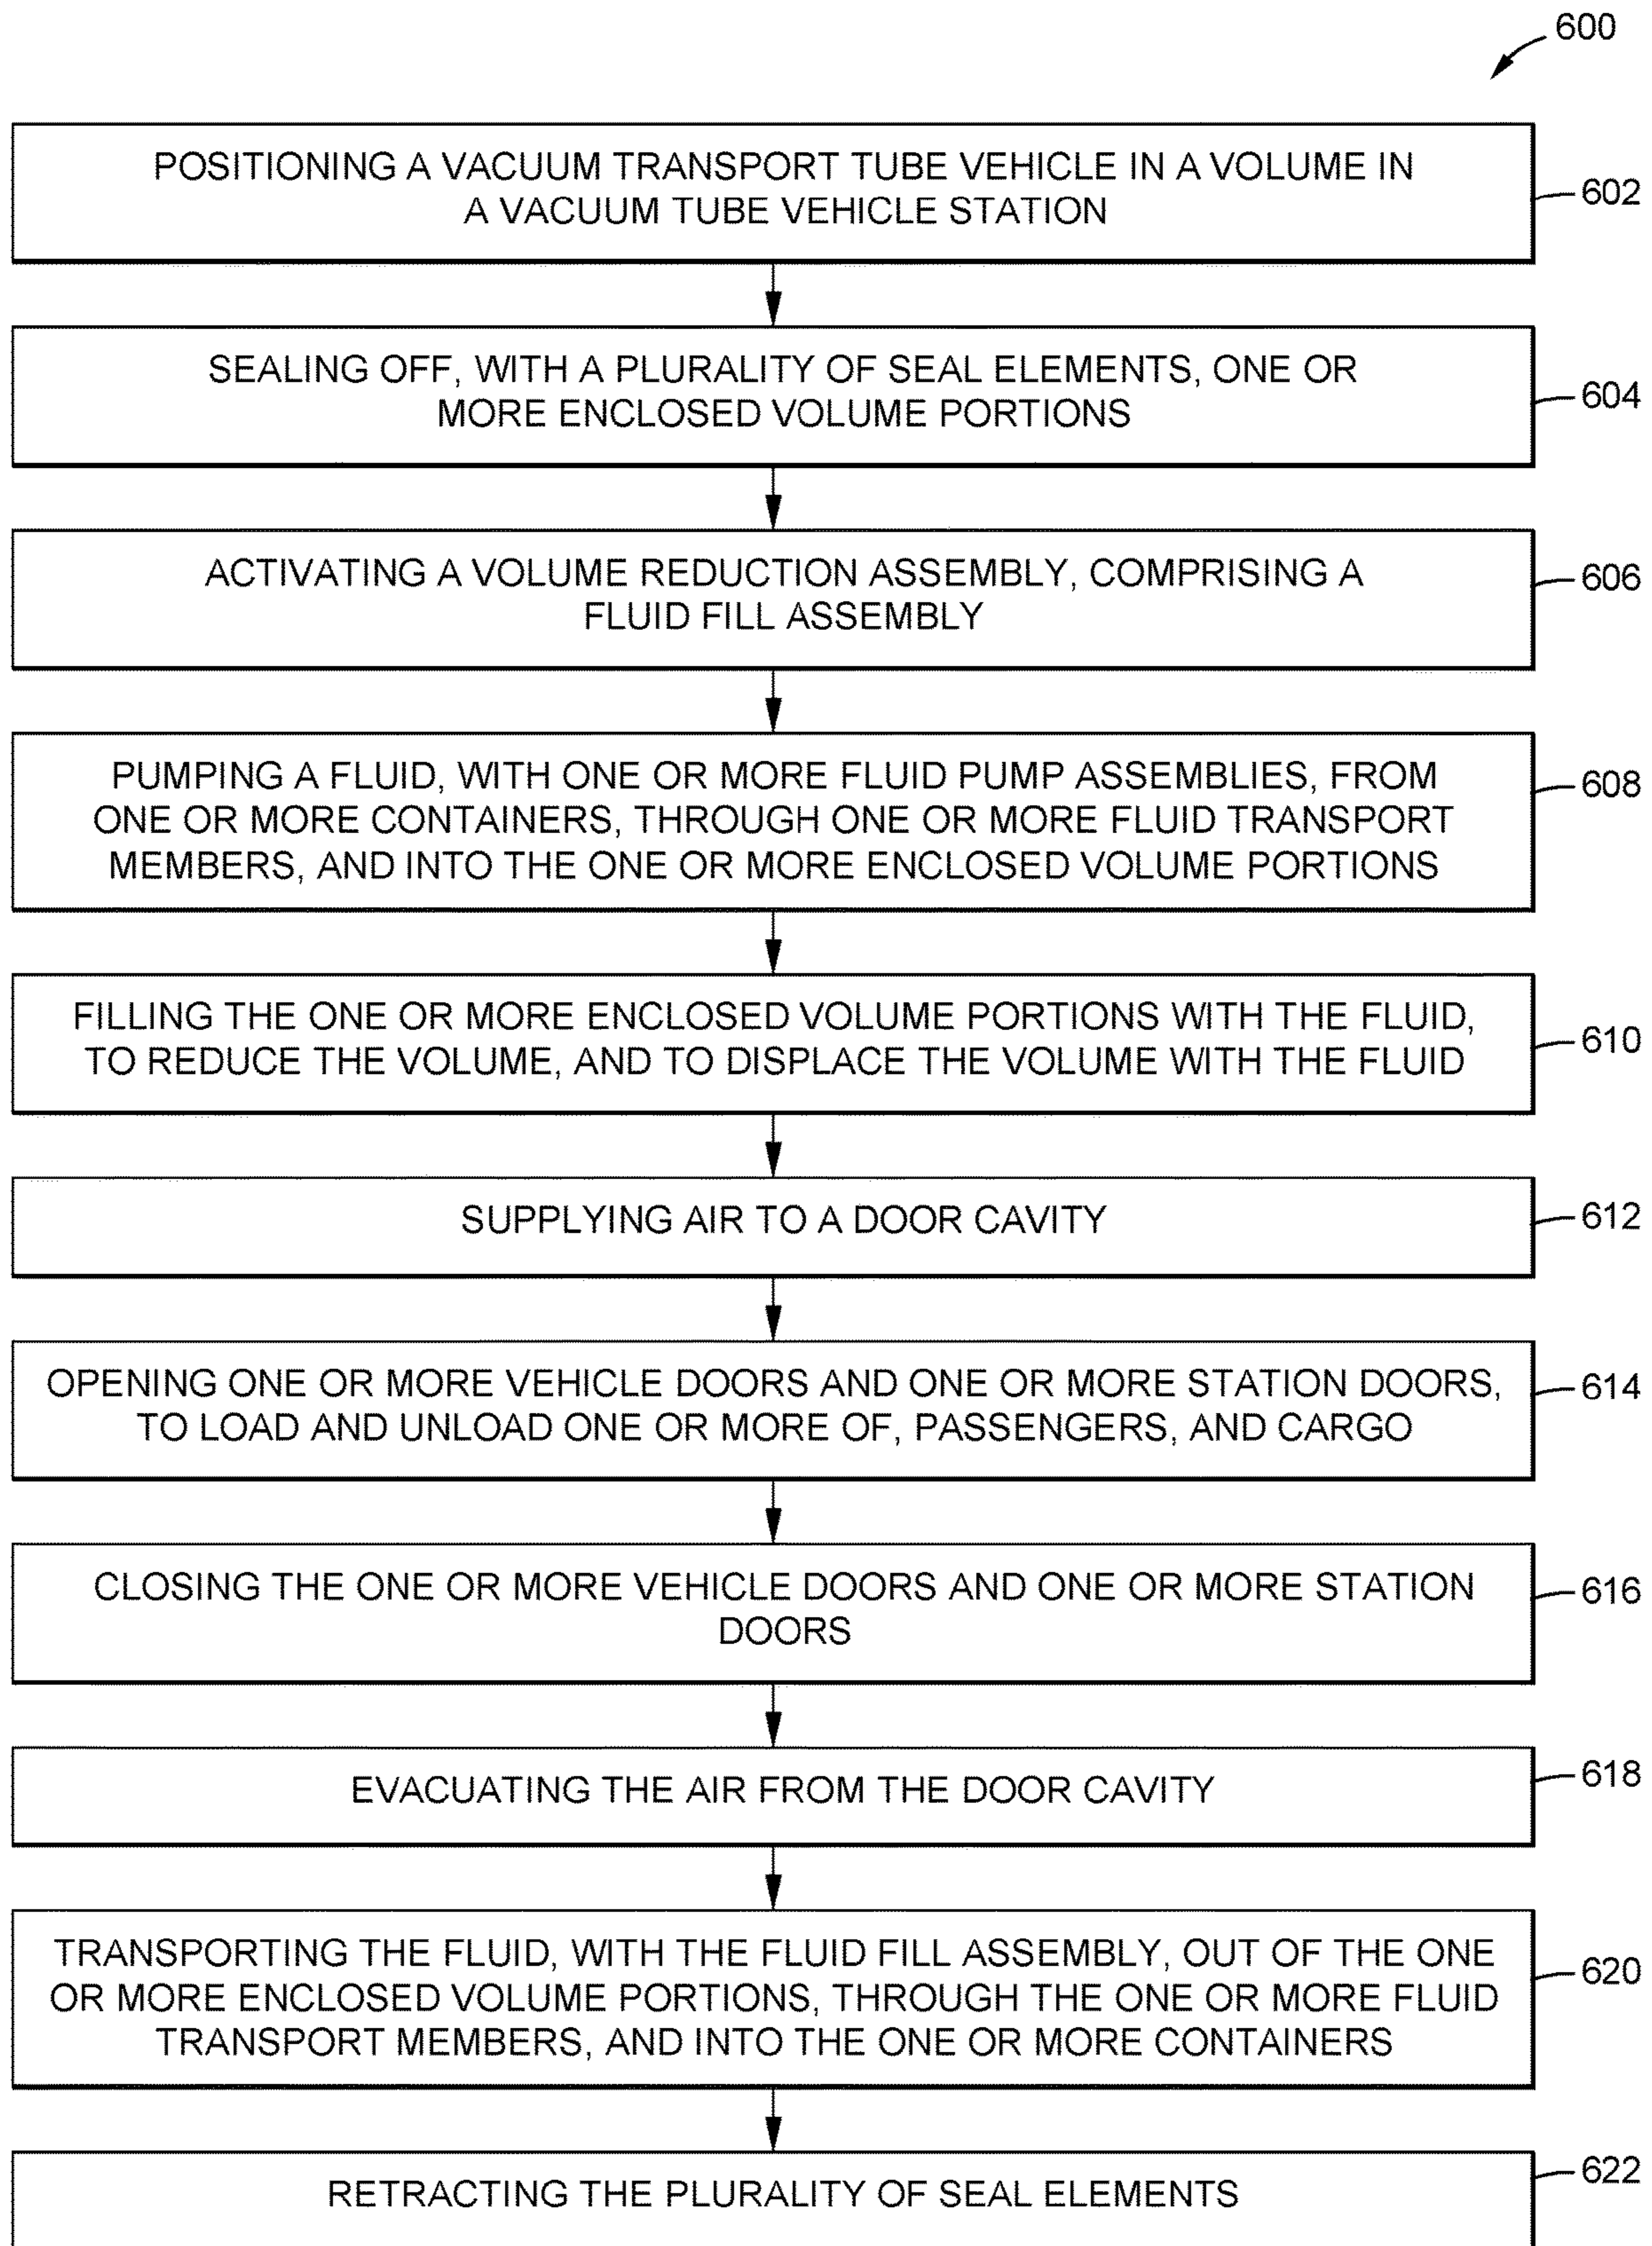 600
POSITIONING A VACUUM TRANSPORT TUBE VEHICLE IN A VOLUME IN
A VACUUM TUBE VEHICLE STATION
602
SEALING OFF, WITH A PLURALITY OF SEAL ELEMENTS, ONE OR
MORE ENCLOSED VOLUME PORTIONS
604
ACTIVATING A VOLUME REDUCTION ASSEMBLY, COMPRISING A
FLUID FILL ASSEMBLY
606
PUMPING A FLUID, WITH ONE OR MORE FLUID PUMP ASSEMBLIES, FROM
ONE OR MORE CONTAINERS, THROUGH ONE OR MORE FLUID TRANSPORT
MEMBERS, AND INTO THE ONE OR MORE ENCLOSED VOLUME PORTIONS
608
FILLING THE ONE OR MORE ENCLOSED VOLUME PORTIONS WITH THE FLUID,
TO REDUCE THE VOLUME, AND TO DISPLACE THE VOLUME WITH THE FLUID
610
SUPPLYING AIR TO A DOOR CAVITY
612
OPENING ONE OR MORE VEHICLE DOORS AND ONE OR MORE STATION DOORS,
TO LOAD AND UNLOAD ONE OR MORE OF, PASSENGERS, AND CARGO
614
CLOSING THE ONE OR MORE VEHICLE DOORS AND ONE OR MORE STATION
DOORS
616
EVACUATING THE AIR FROM THE DOOR CAVITY
618
TRANSPORTING THE FLUID, WITH THE FLUID FILL ASSEMBLY, OUT OF THE ONE
OR MORE ENCLOSED VOLUME PORTIONS, THROUGH THE ONE OR MORE FLUID
TRANSPORT MEMBERS, AND INTO THE ONE OR MORE CONTAINERS
620
RETRACTING THE PLURALITY OF SEAL ELEMENTS
622